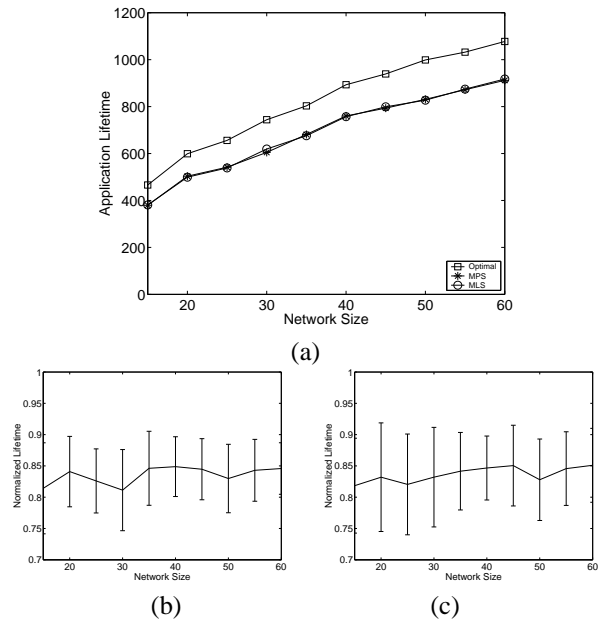 1200
1000
800
600
400
200
0
Application Lifetime
20 30 40 50 60
Network Size
Optimal
MPS
MLS
(a)
1
0.95
0.9
0.85
0.8
0.75
0.7
Normalized Lifetime
20 30 40 50 60
Network Size
(b)
1
0.95
0.9
0.85
0.8
0.75
0.7
Normalized Lifetime
20 30 40 50 60
Network Size
(c)